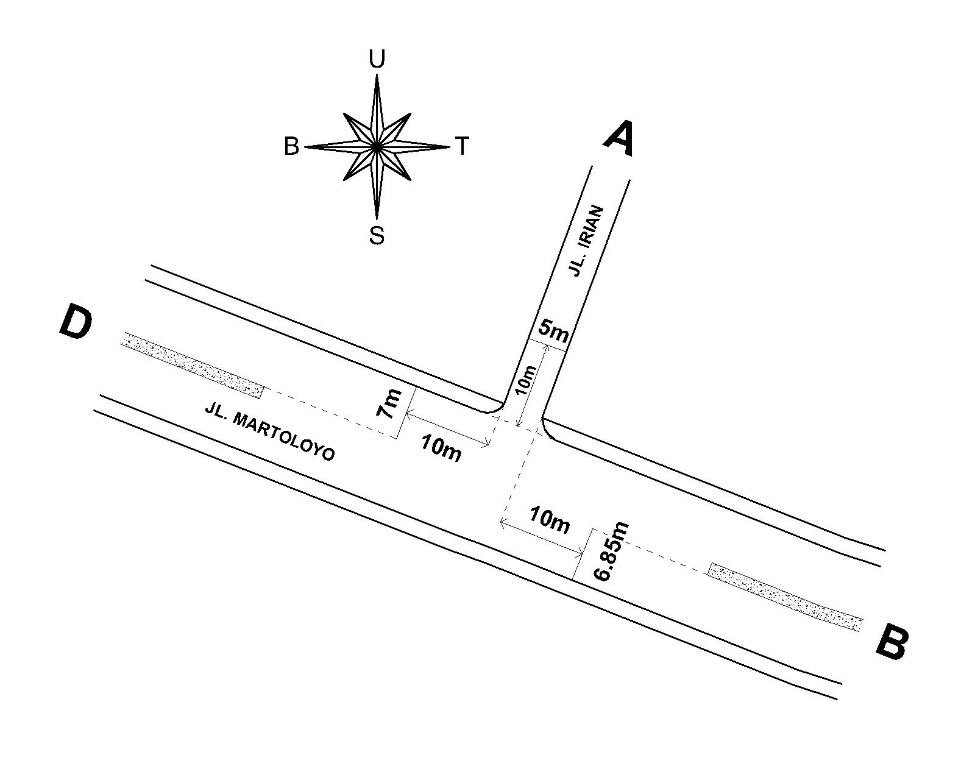 U
B
T
S
A
JL. IRIAN
5m
10m
D
7m
10m
JL. MARTOLOYO
10m
6.85m
B